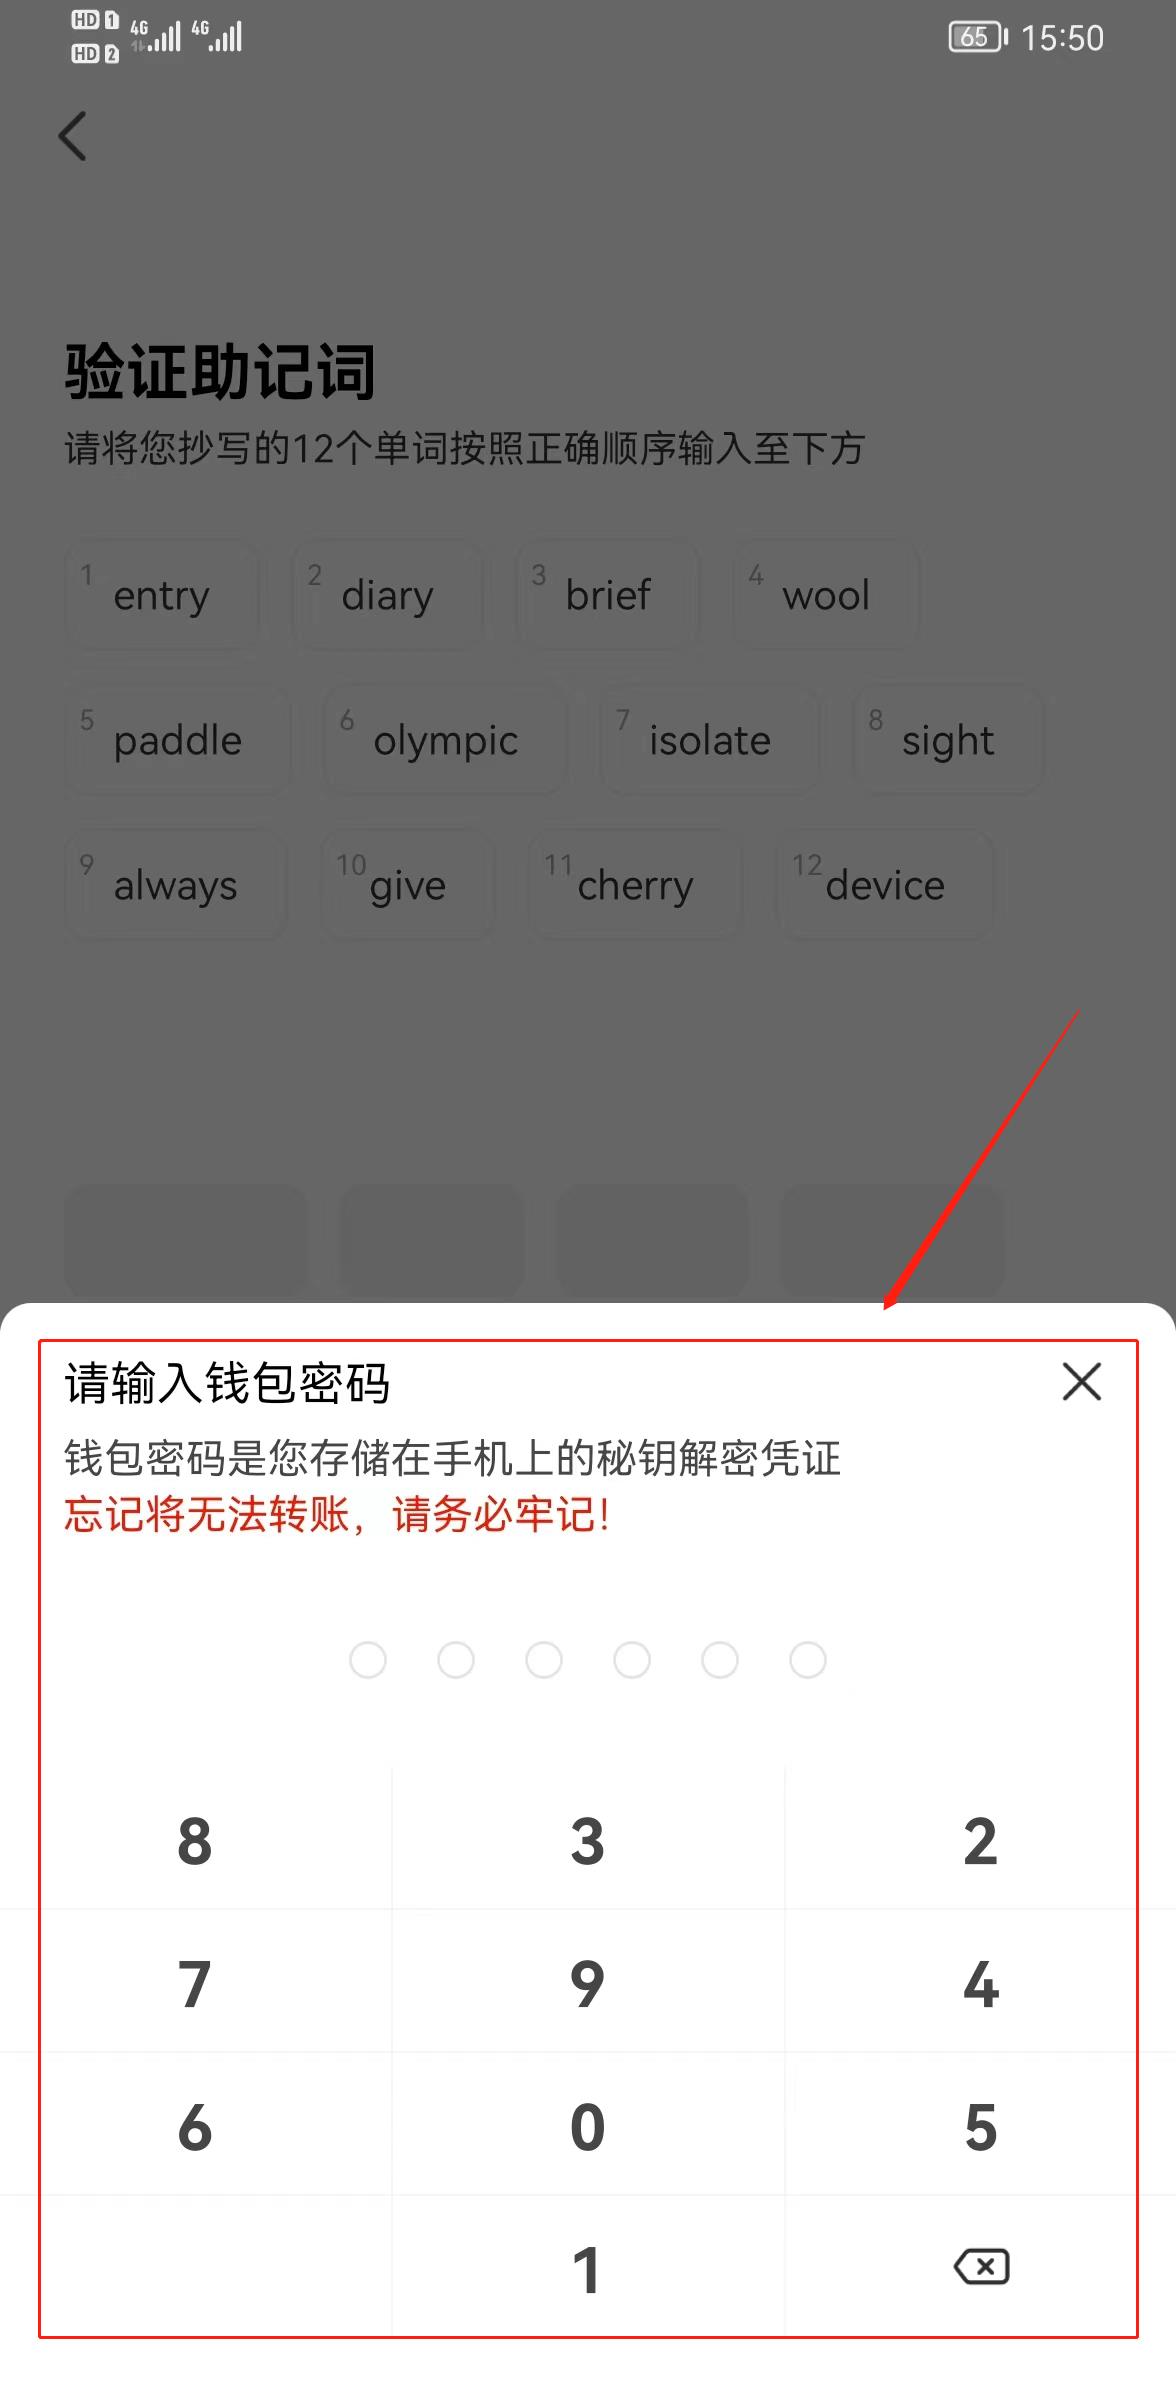 HD 1 4G 4G 65 15:50
HD 2
验证助记词
请将您抄写的12个单词按照正确顺序输入至下方
1 entry 2 diary 3 brief 4 wool
5 paddle 6 olympic 7 isolate 8 sight
9 always 10 give 11 cherry 12 device
请输入钱包密码
钱包密码是您存储在手机上的秘钥解密凭证
忘记将无法转账，请务必牢记！
8 3 2
7 9 4
6 0 5
1